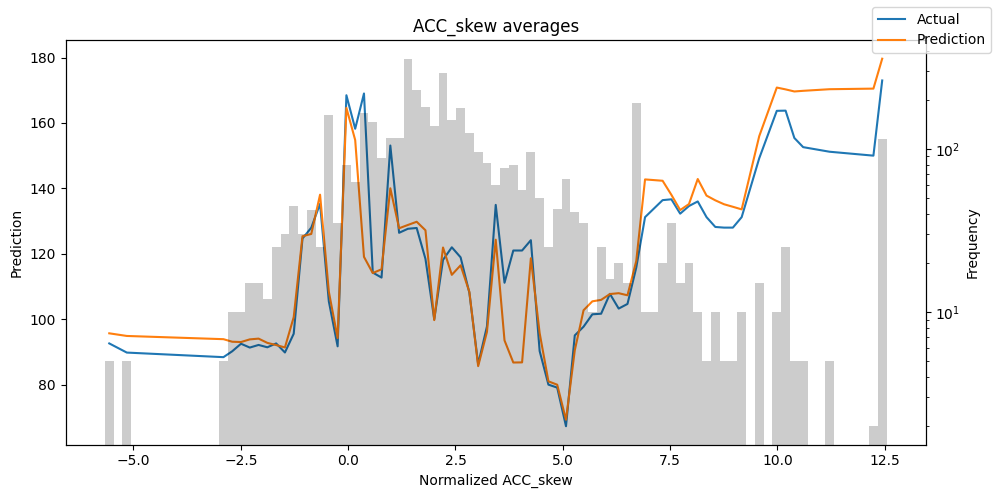 ACC_skew averages
Actual
Prediction
180
160
140
120
100
80
Prediction
10²
10¹
Frequency
−5.0 −2.5 0.0 2.5 5.0 7.5 10.0 12.5
Normalized ACC_skew